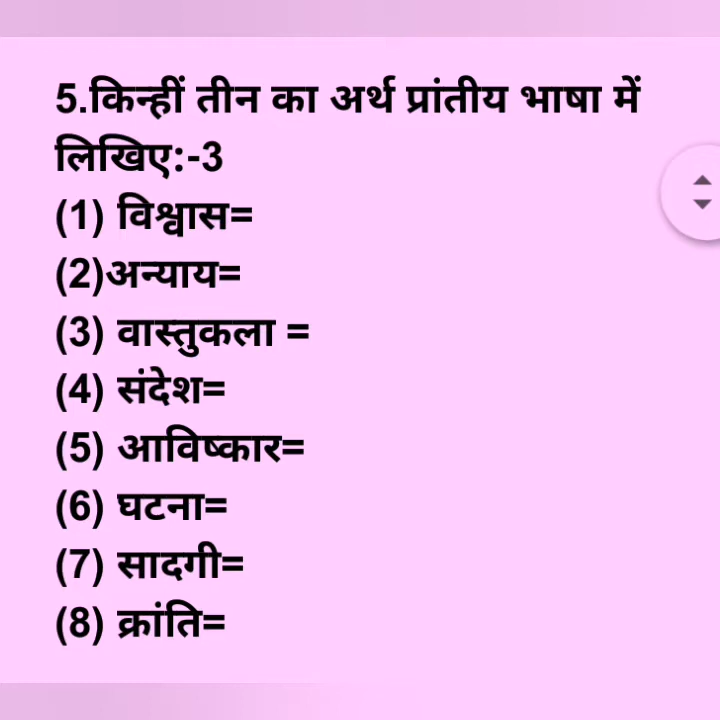 5.किन्हीं तीन का अर्थ प्रांतीय भाषा में
लिखिए:-3
(1) विश्वास=
(2)अन्याय=
(3) वास्तुकला =
(4) संदेश=
(5) आविष्कार=
(6) घटना=
(7) सादगी=
(8) क्रांति=